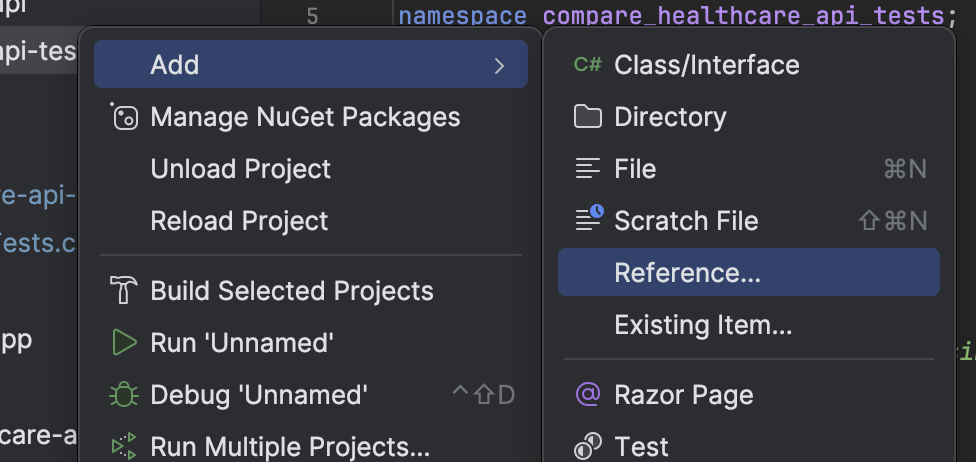 api
5 namespace compare_healthcare_api_tests;
api-tes
Add
Manage NuGet Packages
Unload Project
Reload Project
Build Selected Projects
Run 'Unnamed'
Debug 'Unnamed' ^⇧D
Run Multiple Projects...
C# Class/Interface
Directory
File ⌘N
Scratch File ⇧⌘N
Reference...
Existing Item...
@ Razor Page
Test
re-api-
Tests.c
pp
care-a